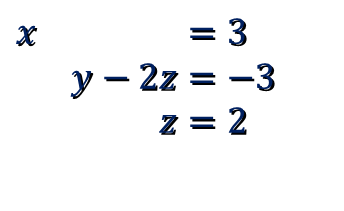 x = 3
y − 2z = −3
z = 2